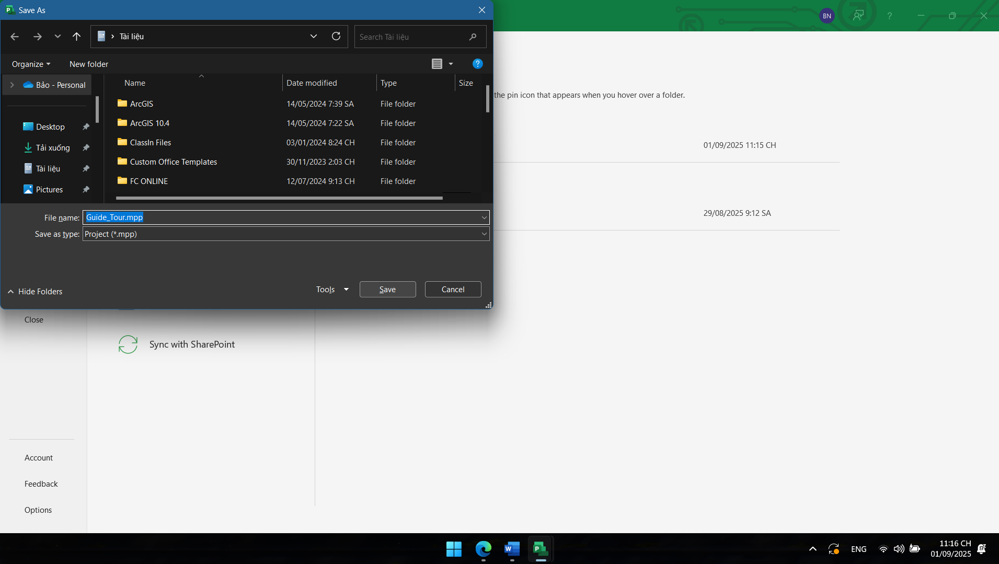 Save As
BN
?
Tài liệu
Search Tài liệu
Organize
New folder
?
Bảo - Personal
Desktop
Tải xuống
Tài liệu
Pictures
Name Date modified Type Size
ArcGIS 14/05/2024 7:39 SA File folder
ArcGIS 10.4 14/05/2024 7:22 SA File folder
ClassIn Files 03/01/2024 8:24 CH File folder
Custom Office Templates 30/11/2023 2:03 CH File folder
FC ONLINE 12/07/2024 9:13 CH File folder
the pin icon that appears when you hover over a folder.
01/09/2025 11:15 CH
29/08/2025 9:12 SA
File name: Guide_Tour.mpp
Save as type: Project (*.mpp)
Hide Folders
Tools
Save
Cancel
Close
Sync with SharePoint
Account
Feedback
Options
ENG
11:16 CH
01/09/2025